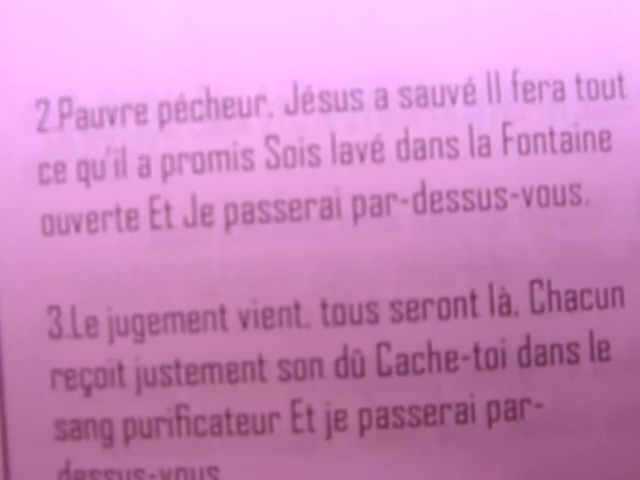 2.Pauvre pécheur, Jésus a sauvé Il fera tout
ce qu'il a promis Sois lavé dans la Fontaine
ouverte Et Je passerai par-dessus-vous.
3.Le jugement vient, tous seront là, Chacun
reçoit justement son dû Cache-toi dans le
sang purificateur Et je passerai par-
dessus-vous